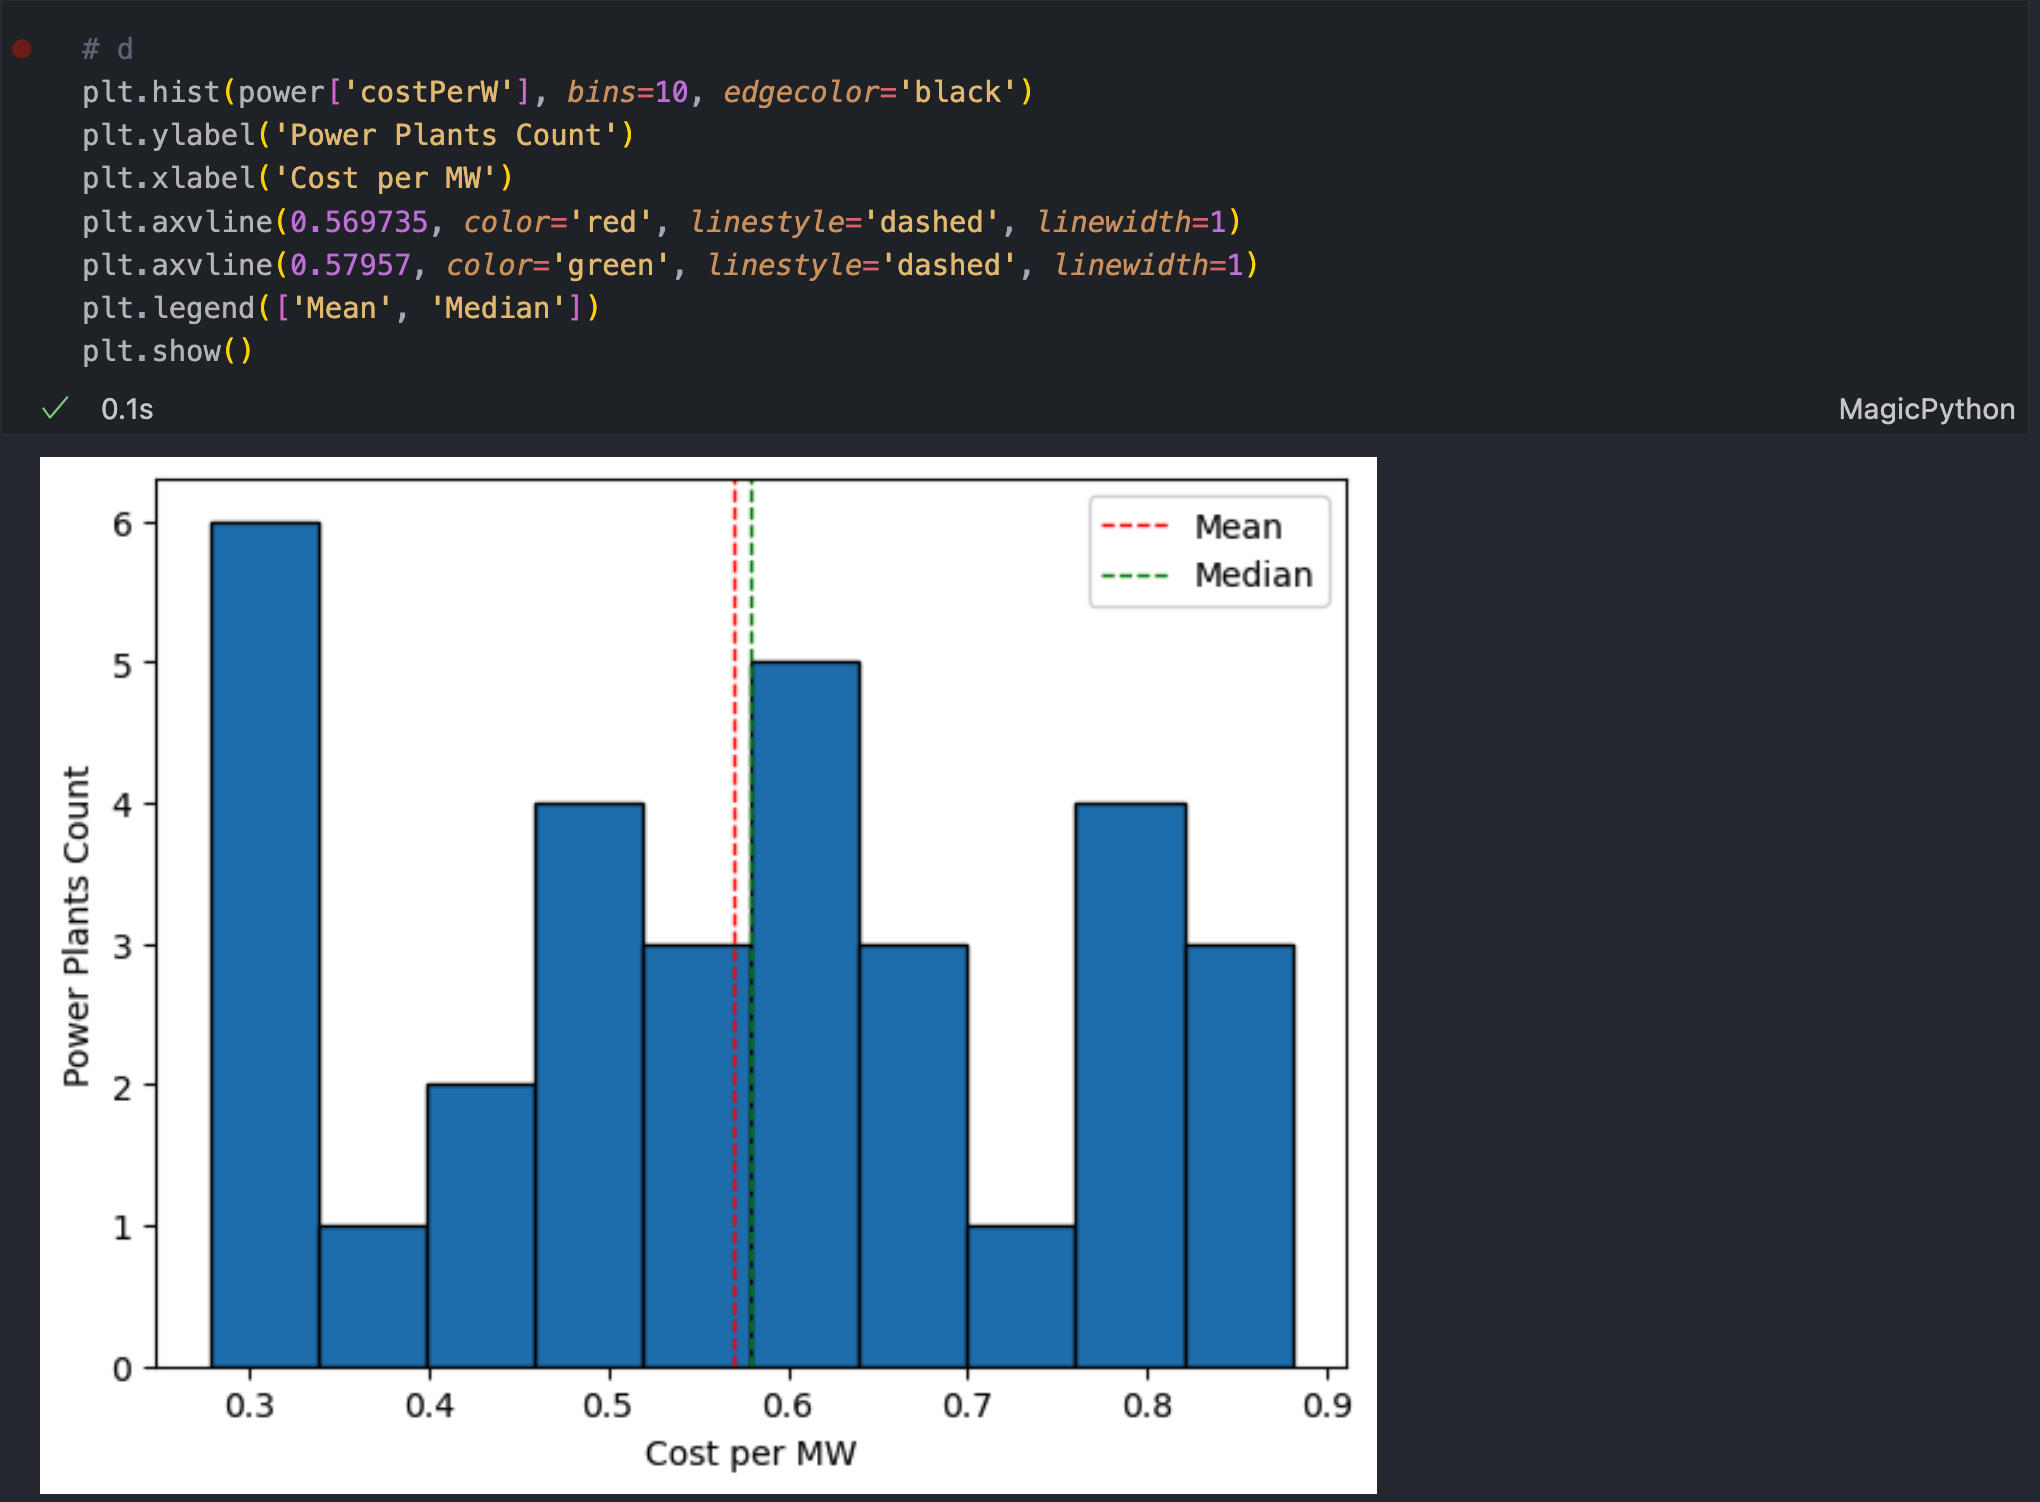 # d
plt.hist(power['costPerW'], bins=10, edgecolor='black')
plt.ylabel('Power Plants Count')
plt.xlabel('Cost per MW')
plt.axvline(0.569735, color='red', linestyle='dashed', linewidth=1)
plt.axvline(0.57957, color='green', linestyle='dashed', linewidth=1)
plt.legend(['Mean', 'Median'])
plt.show()
0.1s
MagicPython
Mean
Median
Power Plants Count
6
5
4
3
2
1
0
0.3 0.4 0.5 0.6 0.7 0.8 0.9
Cost per MW